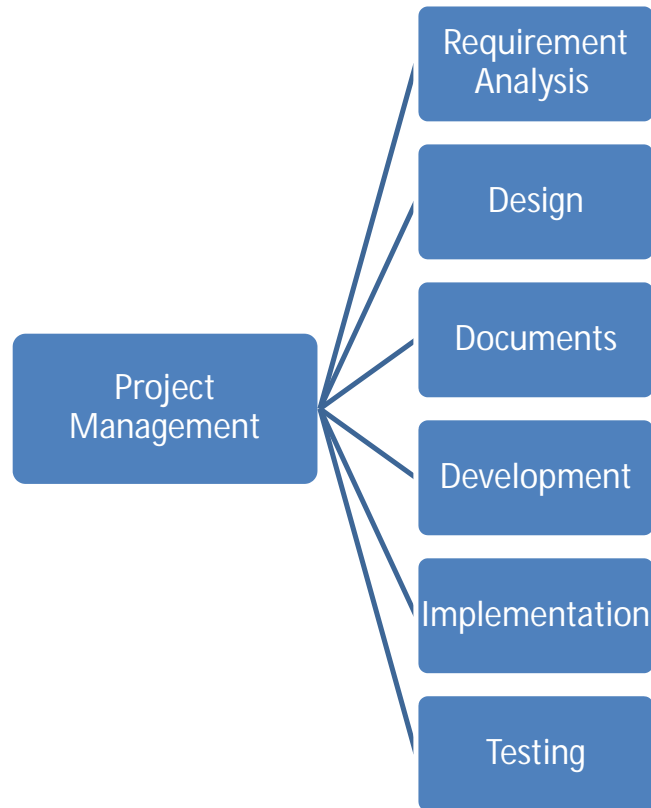 Requirement
Analysis
Design
Documents
Project
Management
Development
Implementation
Testing